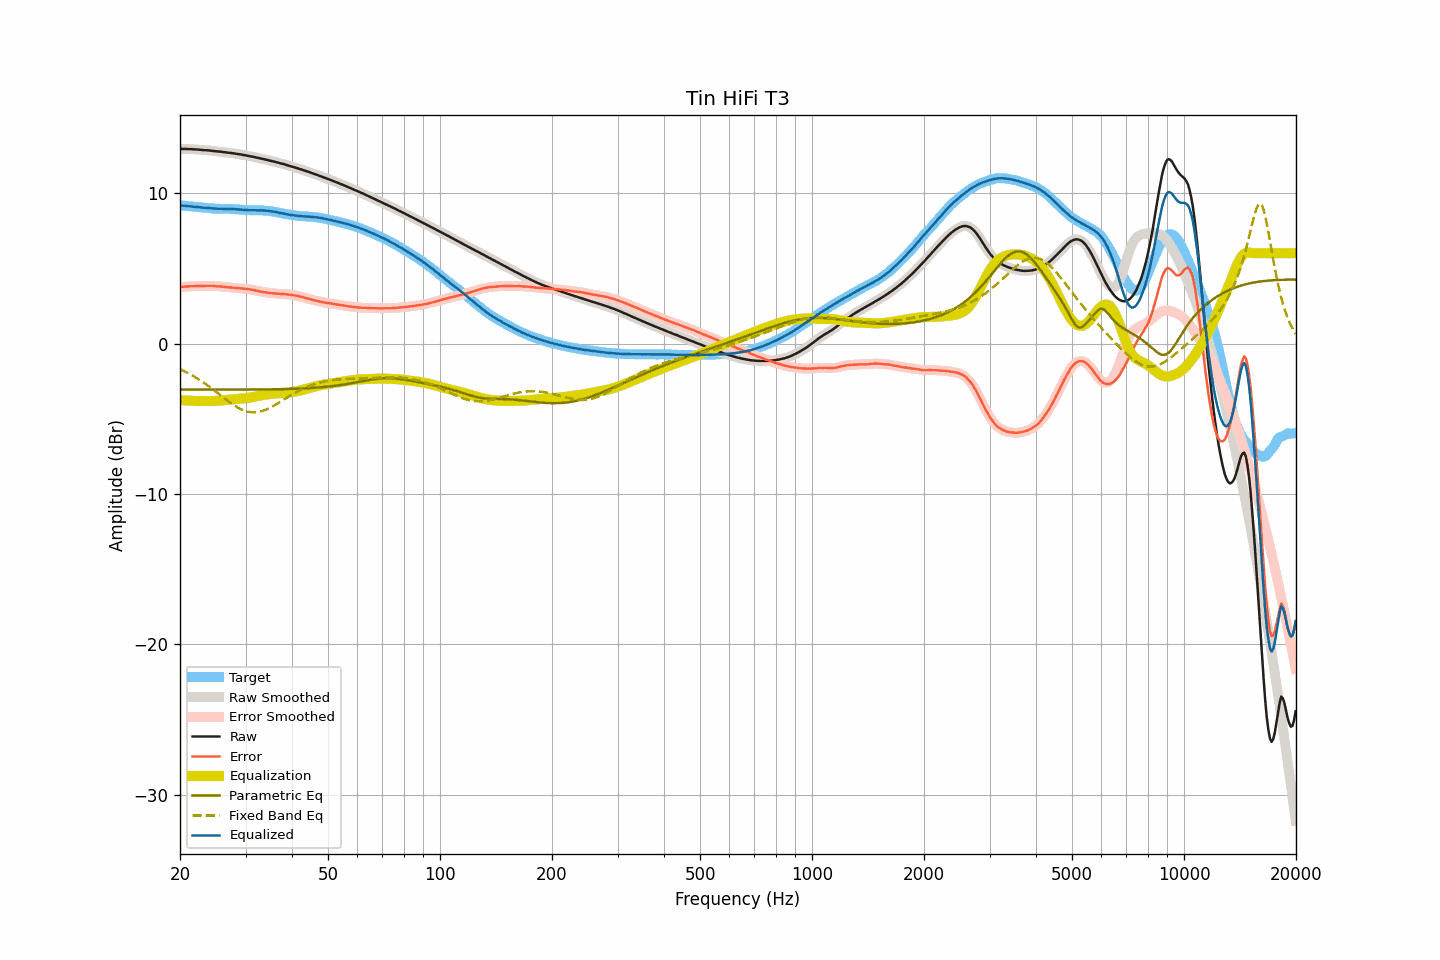 Tin HiFi T3
10
0
−10
−20
−30
Amplitude (dBr)
Target
Raw Smoothed
Error Smoothed
Raw
Error
Equalization
Parametric Eq
Fixed Band Eq
Equalized
20 50 100 200 500 1000 2000 5000 10000 20000
Frequency (Hz)